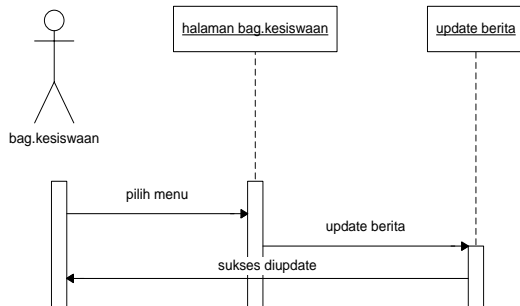 halaman bag.kesiswaan
update berita
bag.kesiswaan
pilih menu
update berita
sukses diupdate